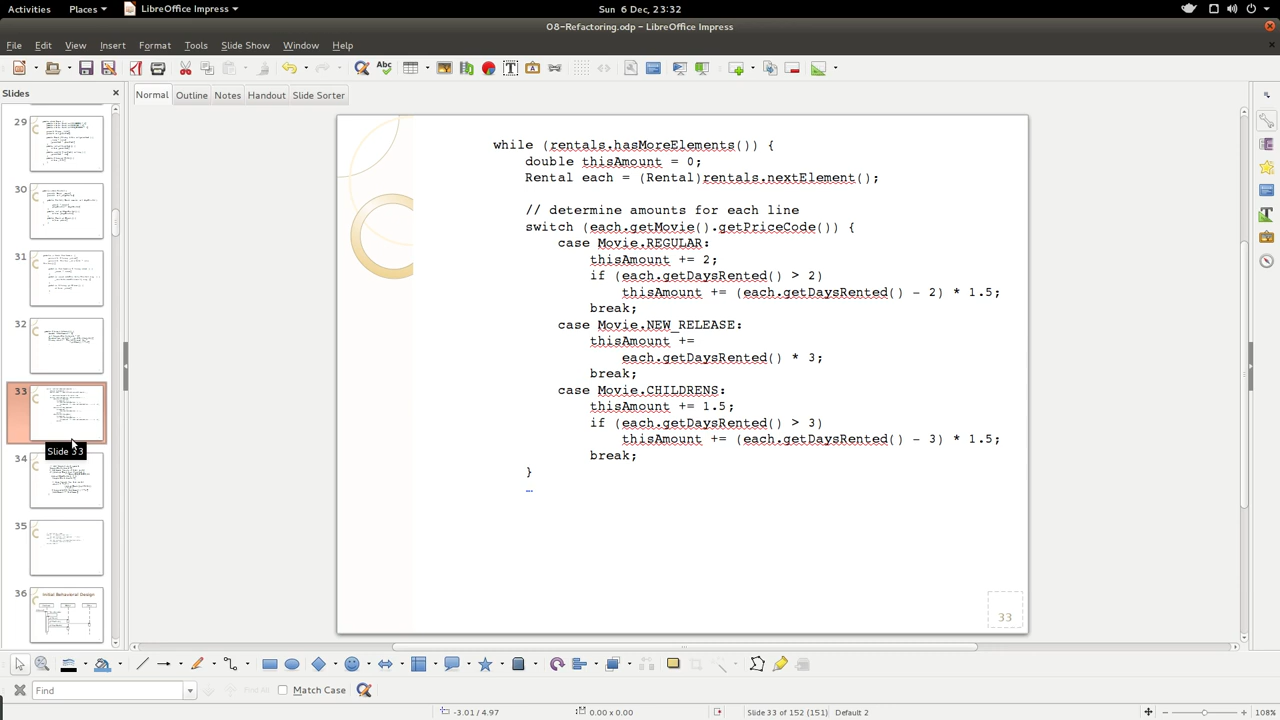 Activities Places LibreOffice Impress Sun 6 Dec, 23:32
08-Refactoring.odp - LibreOffice Impress
File Edit View Insert Format Tools Slide Show Window Help
Normal Outline Notes Handout Slide Sorter
Slides
29
30
31
32
33
Slide 33
34
35
36
Initial Behavioral Design
while (rentals.hasMoreElements()) {
double thisAmount = 0;
Rental each = (Rental)rentals.nextElement();
// determine amounts for each line
switch (each.getMovie().getPriceCode()) {
case Movie.REGULAR:
thisAmount += 2;
if (each.getDaysRented() > 2)
thisAmount += (each.getDaysRented() - 2) * 1.5;
break;
case Movie.NEW_RELEASE:
thisAmount +=
each.getDaysRented() * 3;
break;
case Movie.CHILDRENS:
thisAmount += 1.5;
if (each.getDaysRented() > 3)
thisAmount += (each.getDaysRented() - 3) * 1.5;
break;
}
…
33
Find Find All Match Case
-3.01 / 4.97 0.00 x 0.00 Slide 33 of 152 (151) Default 2 108%